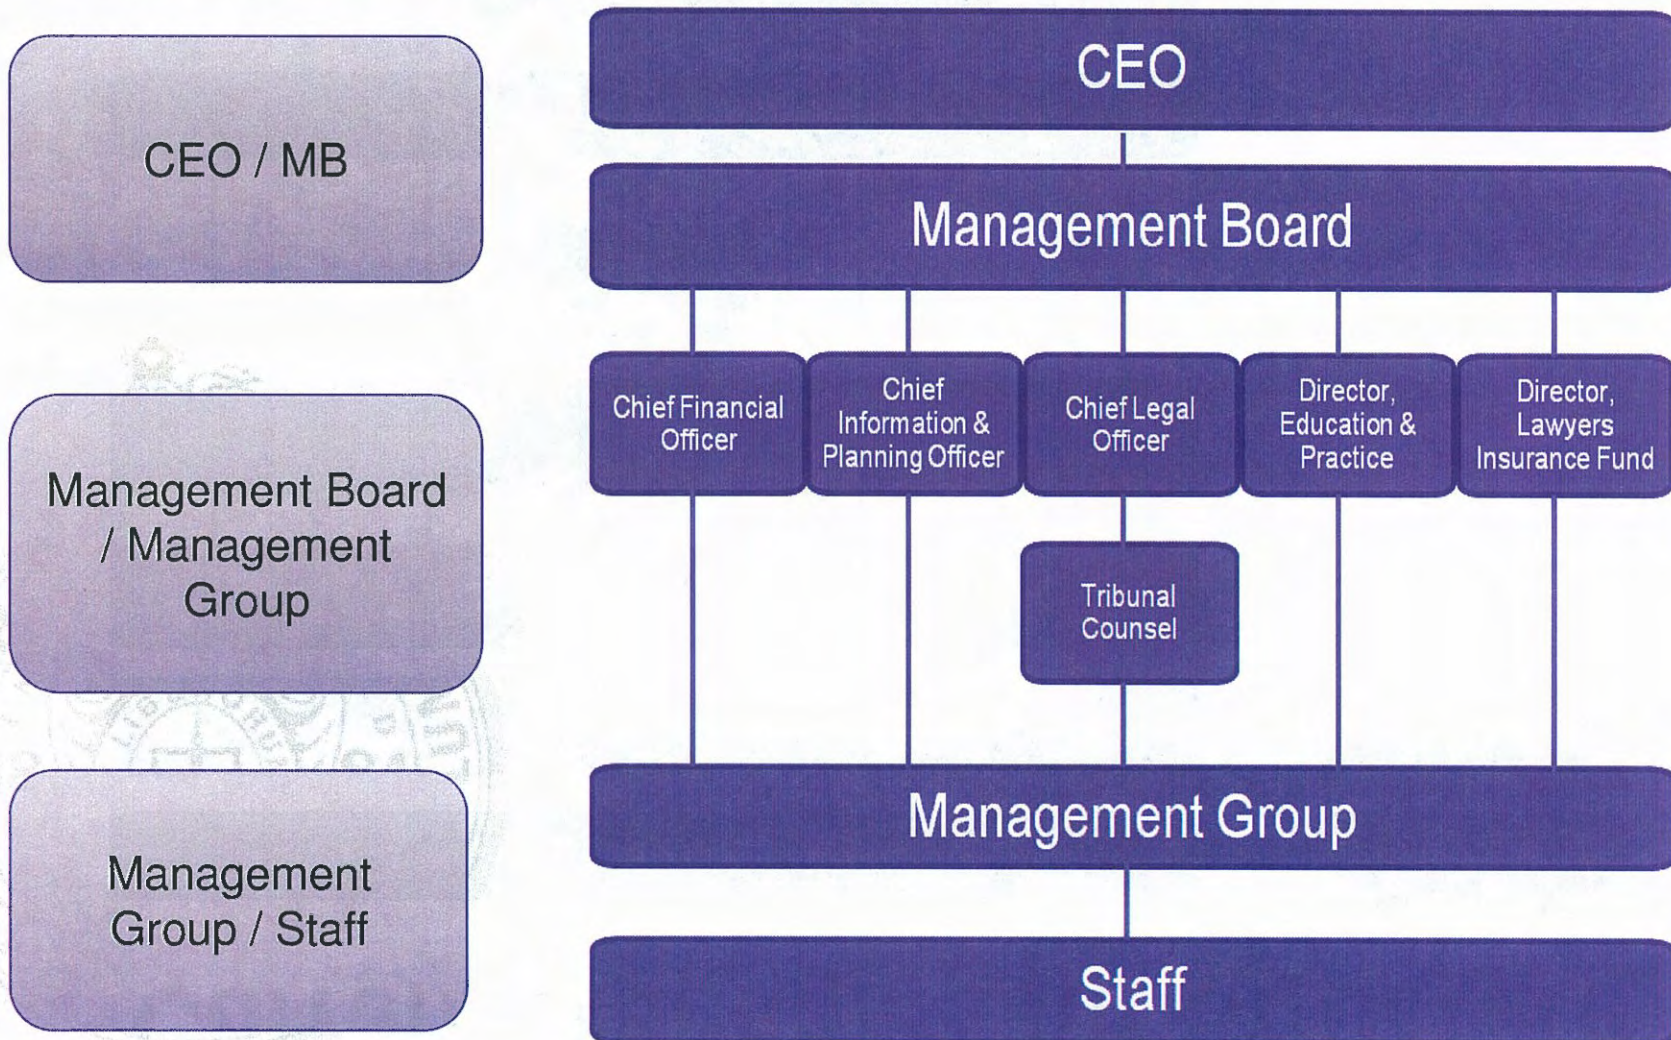 CEO / MB
Management Board
/ Management
Group
Management
Group / Staff
CEO
Management Board
Chief Financial
Officer
Chief
Information &
Planning Officer
Chief Legal
Officer
Director,
Education &
Practice
Director,
Lawyers
Insurance Fund
Tribunal
Counsel
Management Group
Staff